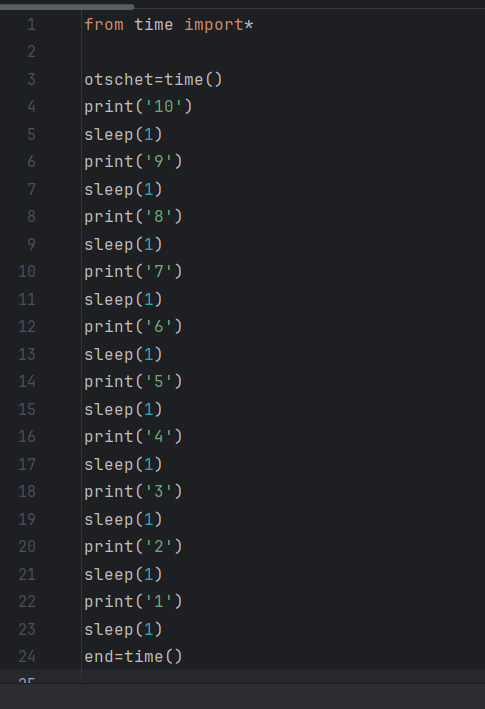 1 from time import*
2
3 otschet=time()
4 print('10')
5 sleep(1)
6 print('9')
7 sleep(1)
8 print('8')
9 sleep(1)
10 print('7')
11 sleep(1)
12 print('6')
13 sleep(1)
14 print('5')
15 sleep(1)
16 print('4')
17 sleep(1)
18 print('3')
19 sleep(1)
20 print('2')
21 sleep(1)
22 print('1')
23 sleep(1)
24 end=time()
25